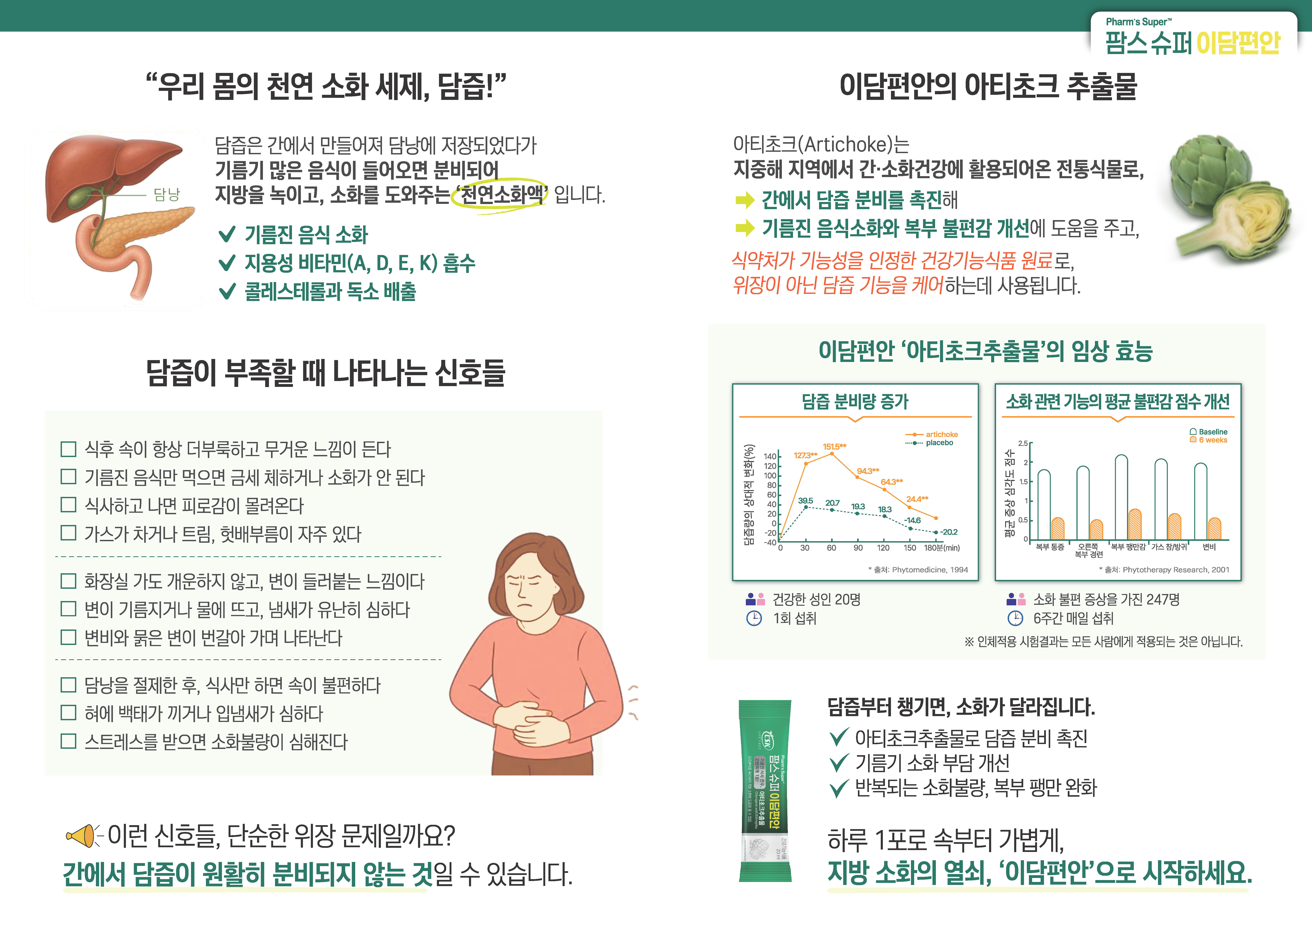 Pharm's Super™
팜스 슈퍼 이담편안
“우리 몸의 천연 소화 세제, 담즙!”
담낭
담즙은 간에서 만들어져 담낭에 저장되었다가
기름기 많은 음식이 들어오면 분비되어
지방을 녹이고, 소화를 도와주는 ‘천연소화액’ 입니다.
기름진 음식 소화
지용성 비타민(A, D, E, K) 흡수
콜레스테롤과 독소 배출
담즙이 부족할 때 나타나는 신호들
식후 속이 항상 더부룩하고 무거운 느낌이 든다
기름진 음식만 먹으면 금세 체하거나 소화가 안 된다
식사하고 나면 피로감이 몰려온다
가스가 차거나 트림, 헛배부름이 자주 있다
화장실 가도 개운하지 않고, 변이 들러붙는 느낌이다
변이 기름지거나 물에 뜨고, 냄새가 유난히 심하다
변비와 묽은 변이 번갈아 가며 나타난다
담낭을 절제한 후, 식사만 하면 속이 불편하다
혀에 백태가 끼거나 입냄새가 심하다
스트레스를 받으면 소화불량이 심해진다
이런 신호들, 단순한 위장 문제일까요?
간에서 담즙이 원활히 분비되지 않는 것일 수 있습니다.
이담편안의 아티초크 추출물
아티초크(Artichoke)는
지중해 지역에서 간·소화건강에 활용되어온 전통식물로,
간에서 담즙 분비를 촉진해
기름진 음식소화와 복부 불편감 개선에 도움을 주고,
식약처가 기능성을 인정한 건강기능식품 원료로,
위장이 아닌 담즙 기능을 케어하는데 사용됩니다.
이담편안 ‘아티초크추출물’의 임상 효능
담즙 분비량 증가
artichoke
placebo
담즙량의 상대적 변화(%)
140
120
100
80
60
40
20
0
-20
-40
127.3**
151.5**
94.3**
64.3**
24.4**
39.5
20.7
19.3
18.3
-14.6
-20.2
0 30 60 90 120 150 180분(min)
* 출처: Phytomedicine, 1994
건강한 성인 20명
1회 섭취
소화 관련 기능의 평균 불편감 점수 개선
Baseline
6 weeks
평균 증상 심각도 점수
2.5
2
1.5
1
0.5
0
복부 통증
오른쪽 복부 경련
복부 팽만감
가스 참/방귀
변비
* 출처: Phytotherapy Research, 2001
소화 불편 증상을 가진 247명
6주간 매일 섭취
※ 인체적용 시험결과는 모든 사람에게 적용되는 것은 아닙니다.
Pharm's Super
팜스 슈퍼 이담편안
아티초크추출물
담즙부터 챙기면, 소화가 달라집니다.
아티초크추출물로 담즙 분비 촉진
기름기 소화 부담 개선
반복되는 소화불량, 복부 팽만 완화
하루 1포로 속부터 가볍게,
지방 소화의 열쇠, ‘이담편안’으로 시작하세요.